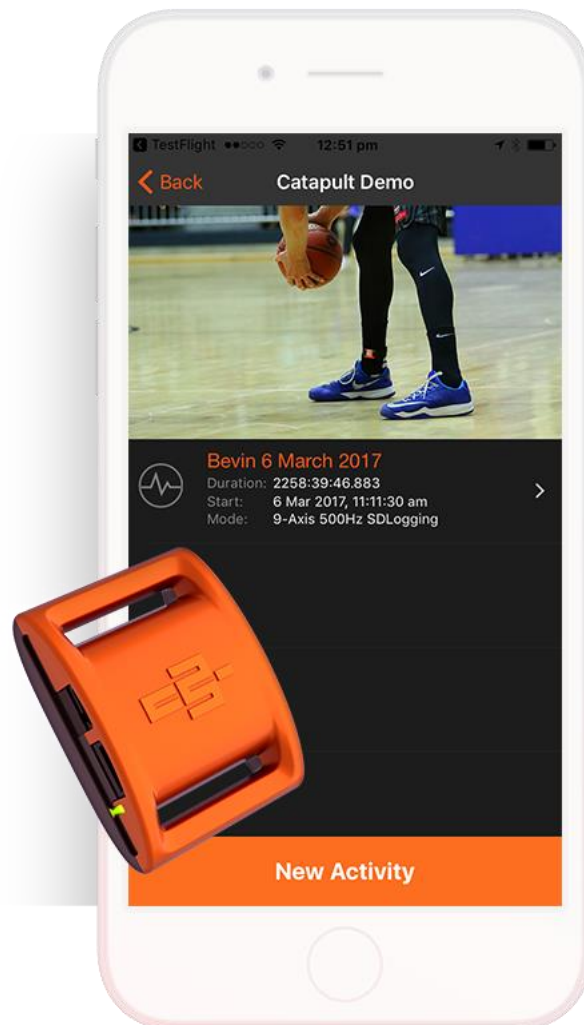 TestFlight 12:51 pm
Back Catapult Demo
Bevin 6 March 2017
Duration: 2258:39:46.883
Start: 6 Mar 2017, 11:11:30 am
Mode: 9-Axis 500Hz SDLogging
New Activity